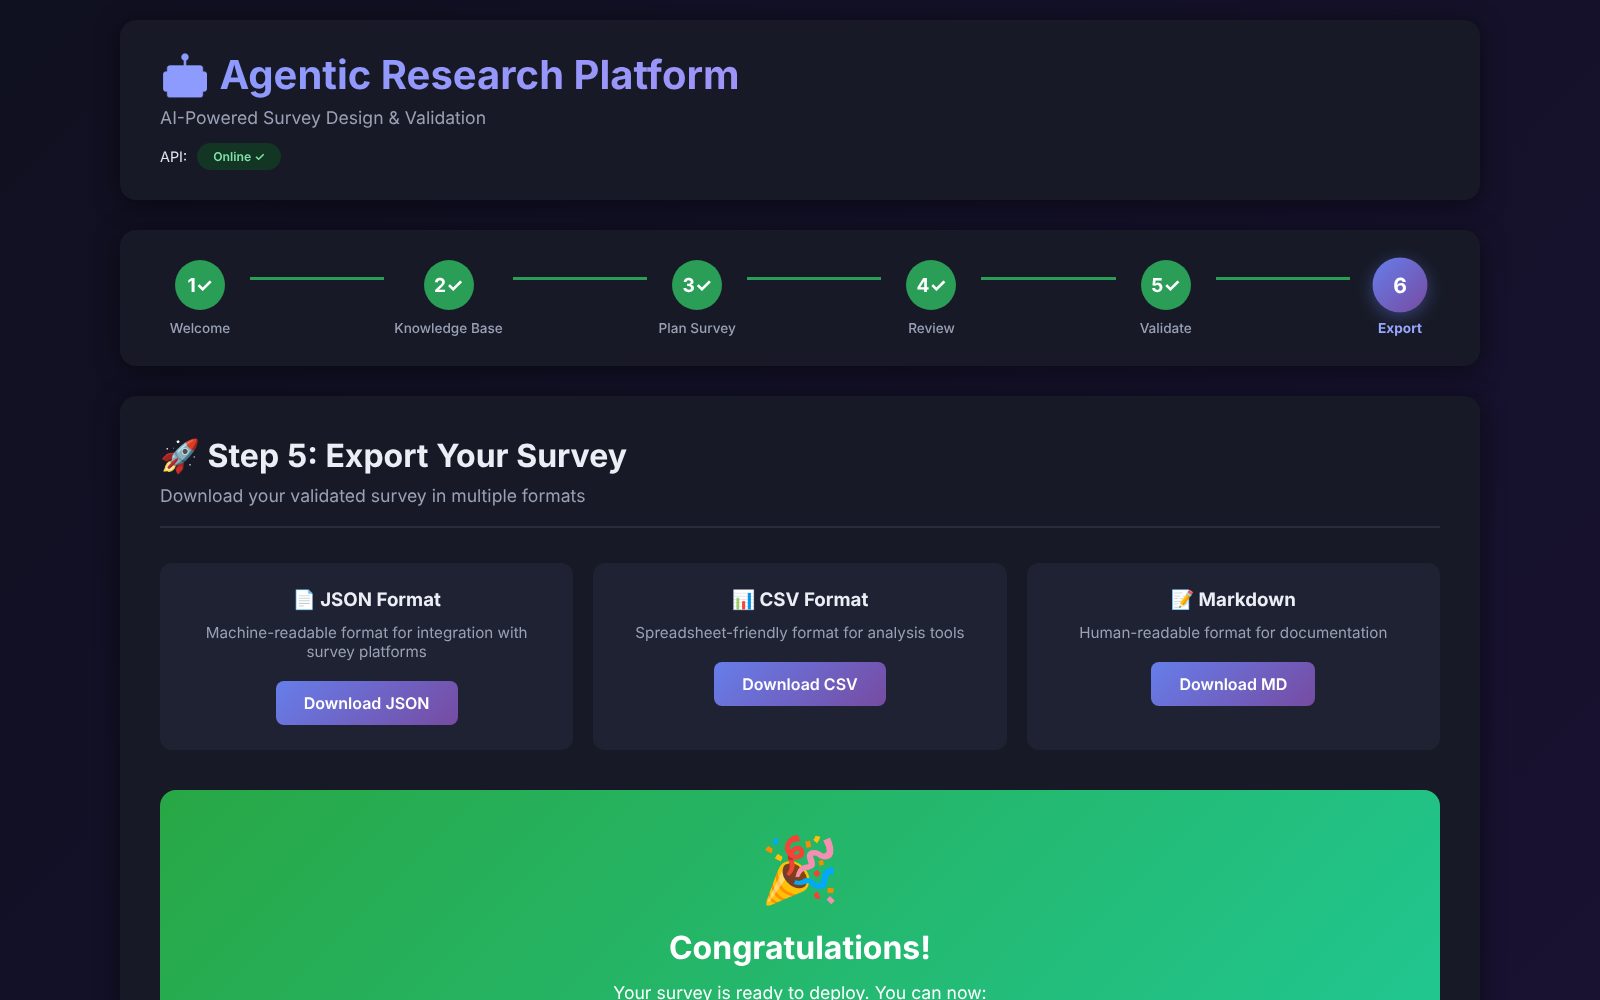 🤖 Agentic Research Platform
AI-Powered Survey Design & Validation
API: Online ✓
1✓ 2✓ 3✓ 4✓ 5✓ 6
Welcome Knowledge Base Plan Survey Review Validate Export
🚀 Step 5: Export Your Survey
Download your validated survey in multiple formats
📄 JSON Format
Machine-readable format for integration with
survey platforms
Download JSON
📊 CSV Format
Spreadsheet-friendly format for analysis tools
Download CSV
📝 Markdown
Human-readable format for documentation
Download MD
🎉
Congratulations!
Your survey is ready to deploy. You can now: